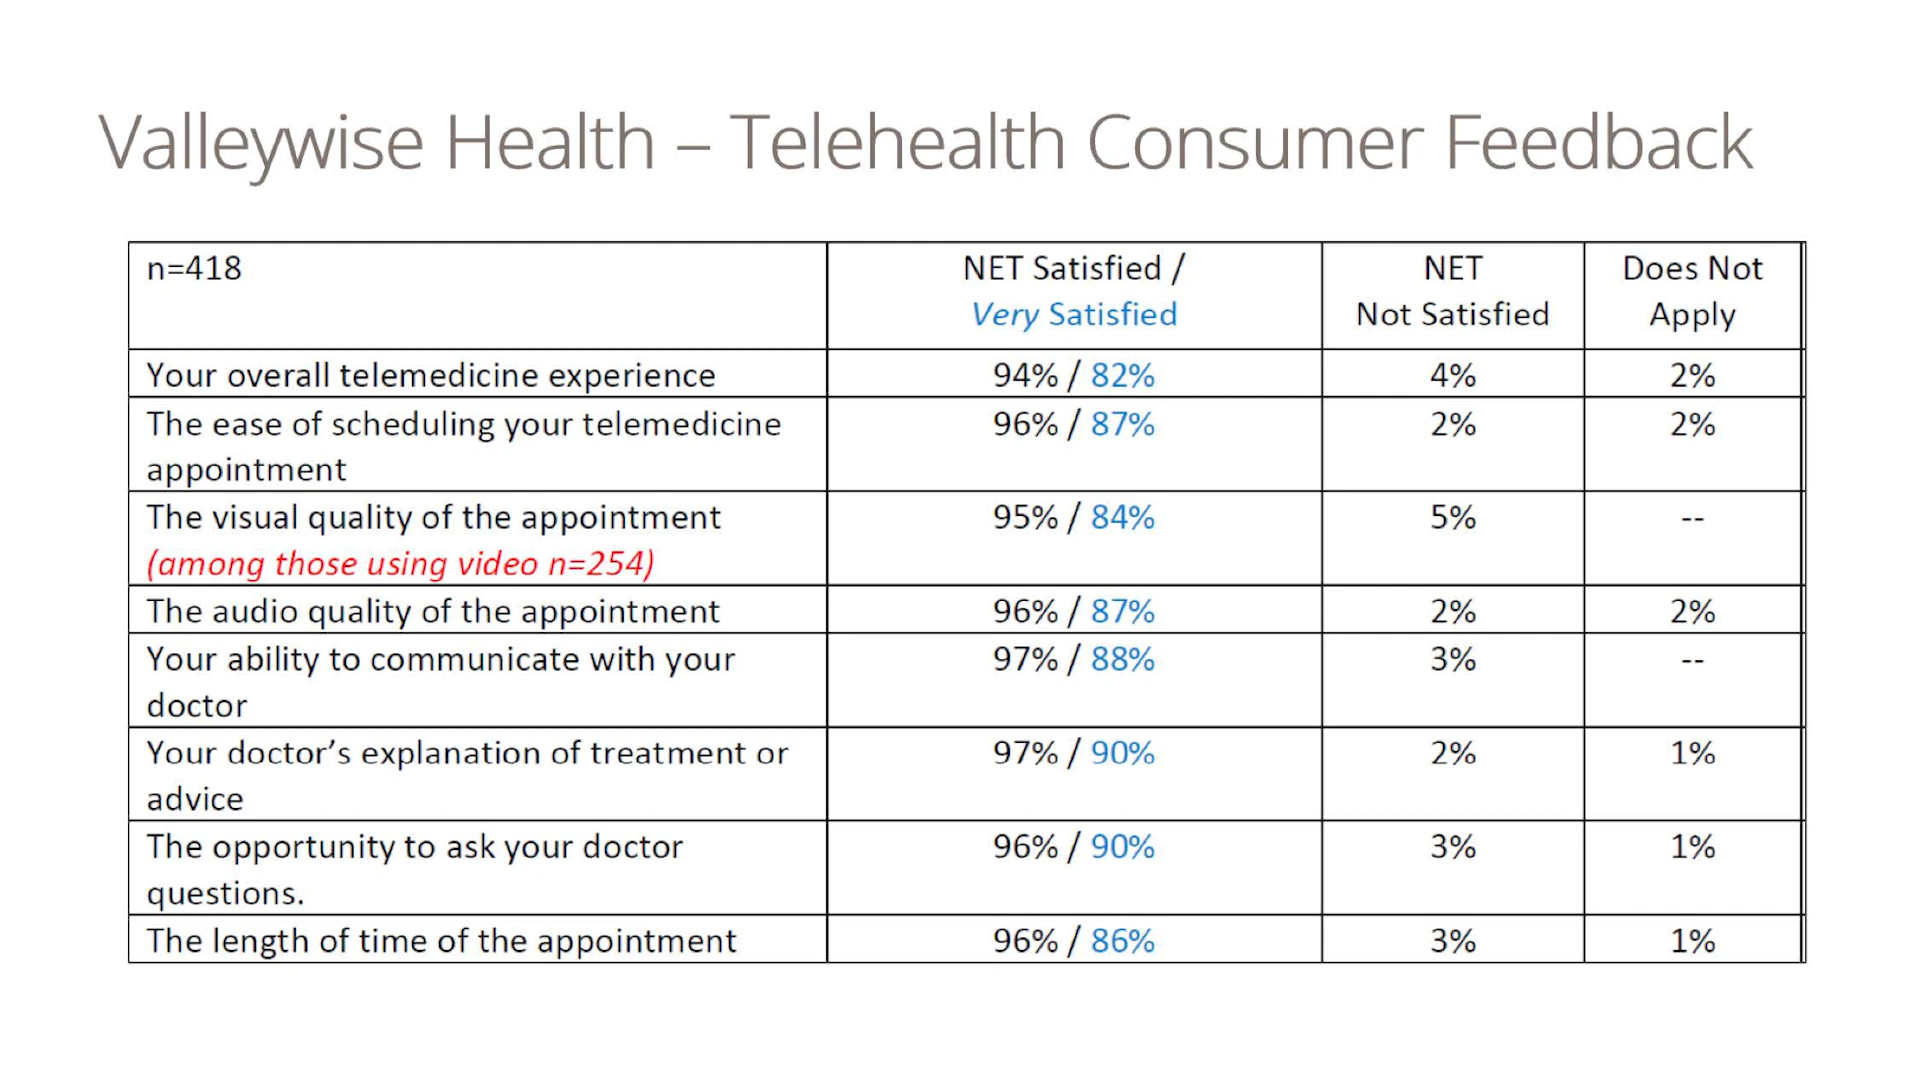 Valleywise Health – Telehealth Consumer Feedback
n=418 NET Satisfied / NET Does Not
Very Satisfied Not Satisfied Apply
Your overall telemedicine experience 94% / 82% 4% 2%
The ease of scheduling your telemedicine 96% / 87% 2% 2%
appointment
The visual quality of the appointment 95% / 84% 5% --
(among those using video n=254)
The audio quality of the appointment 96% / 87% 2% 2%
Your ability to communicate with your 97% / 88% 3% --
doctor
Your doctor’s explanation of treatment or 97% / 90% 2% 1%
advice
The opportunity to ask your doctor 96% / 90% 3% 1%
questions.
The length of time of the appointment 96% / 86% 3% 1%